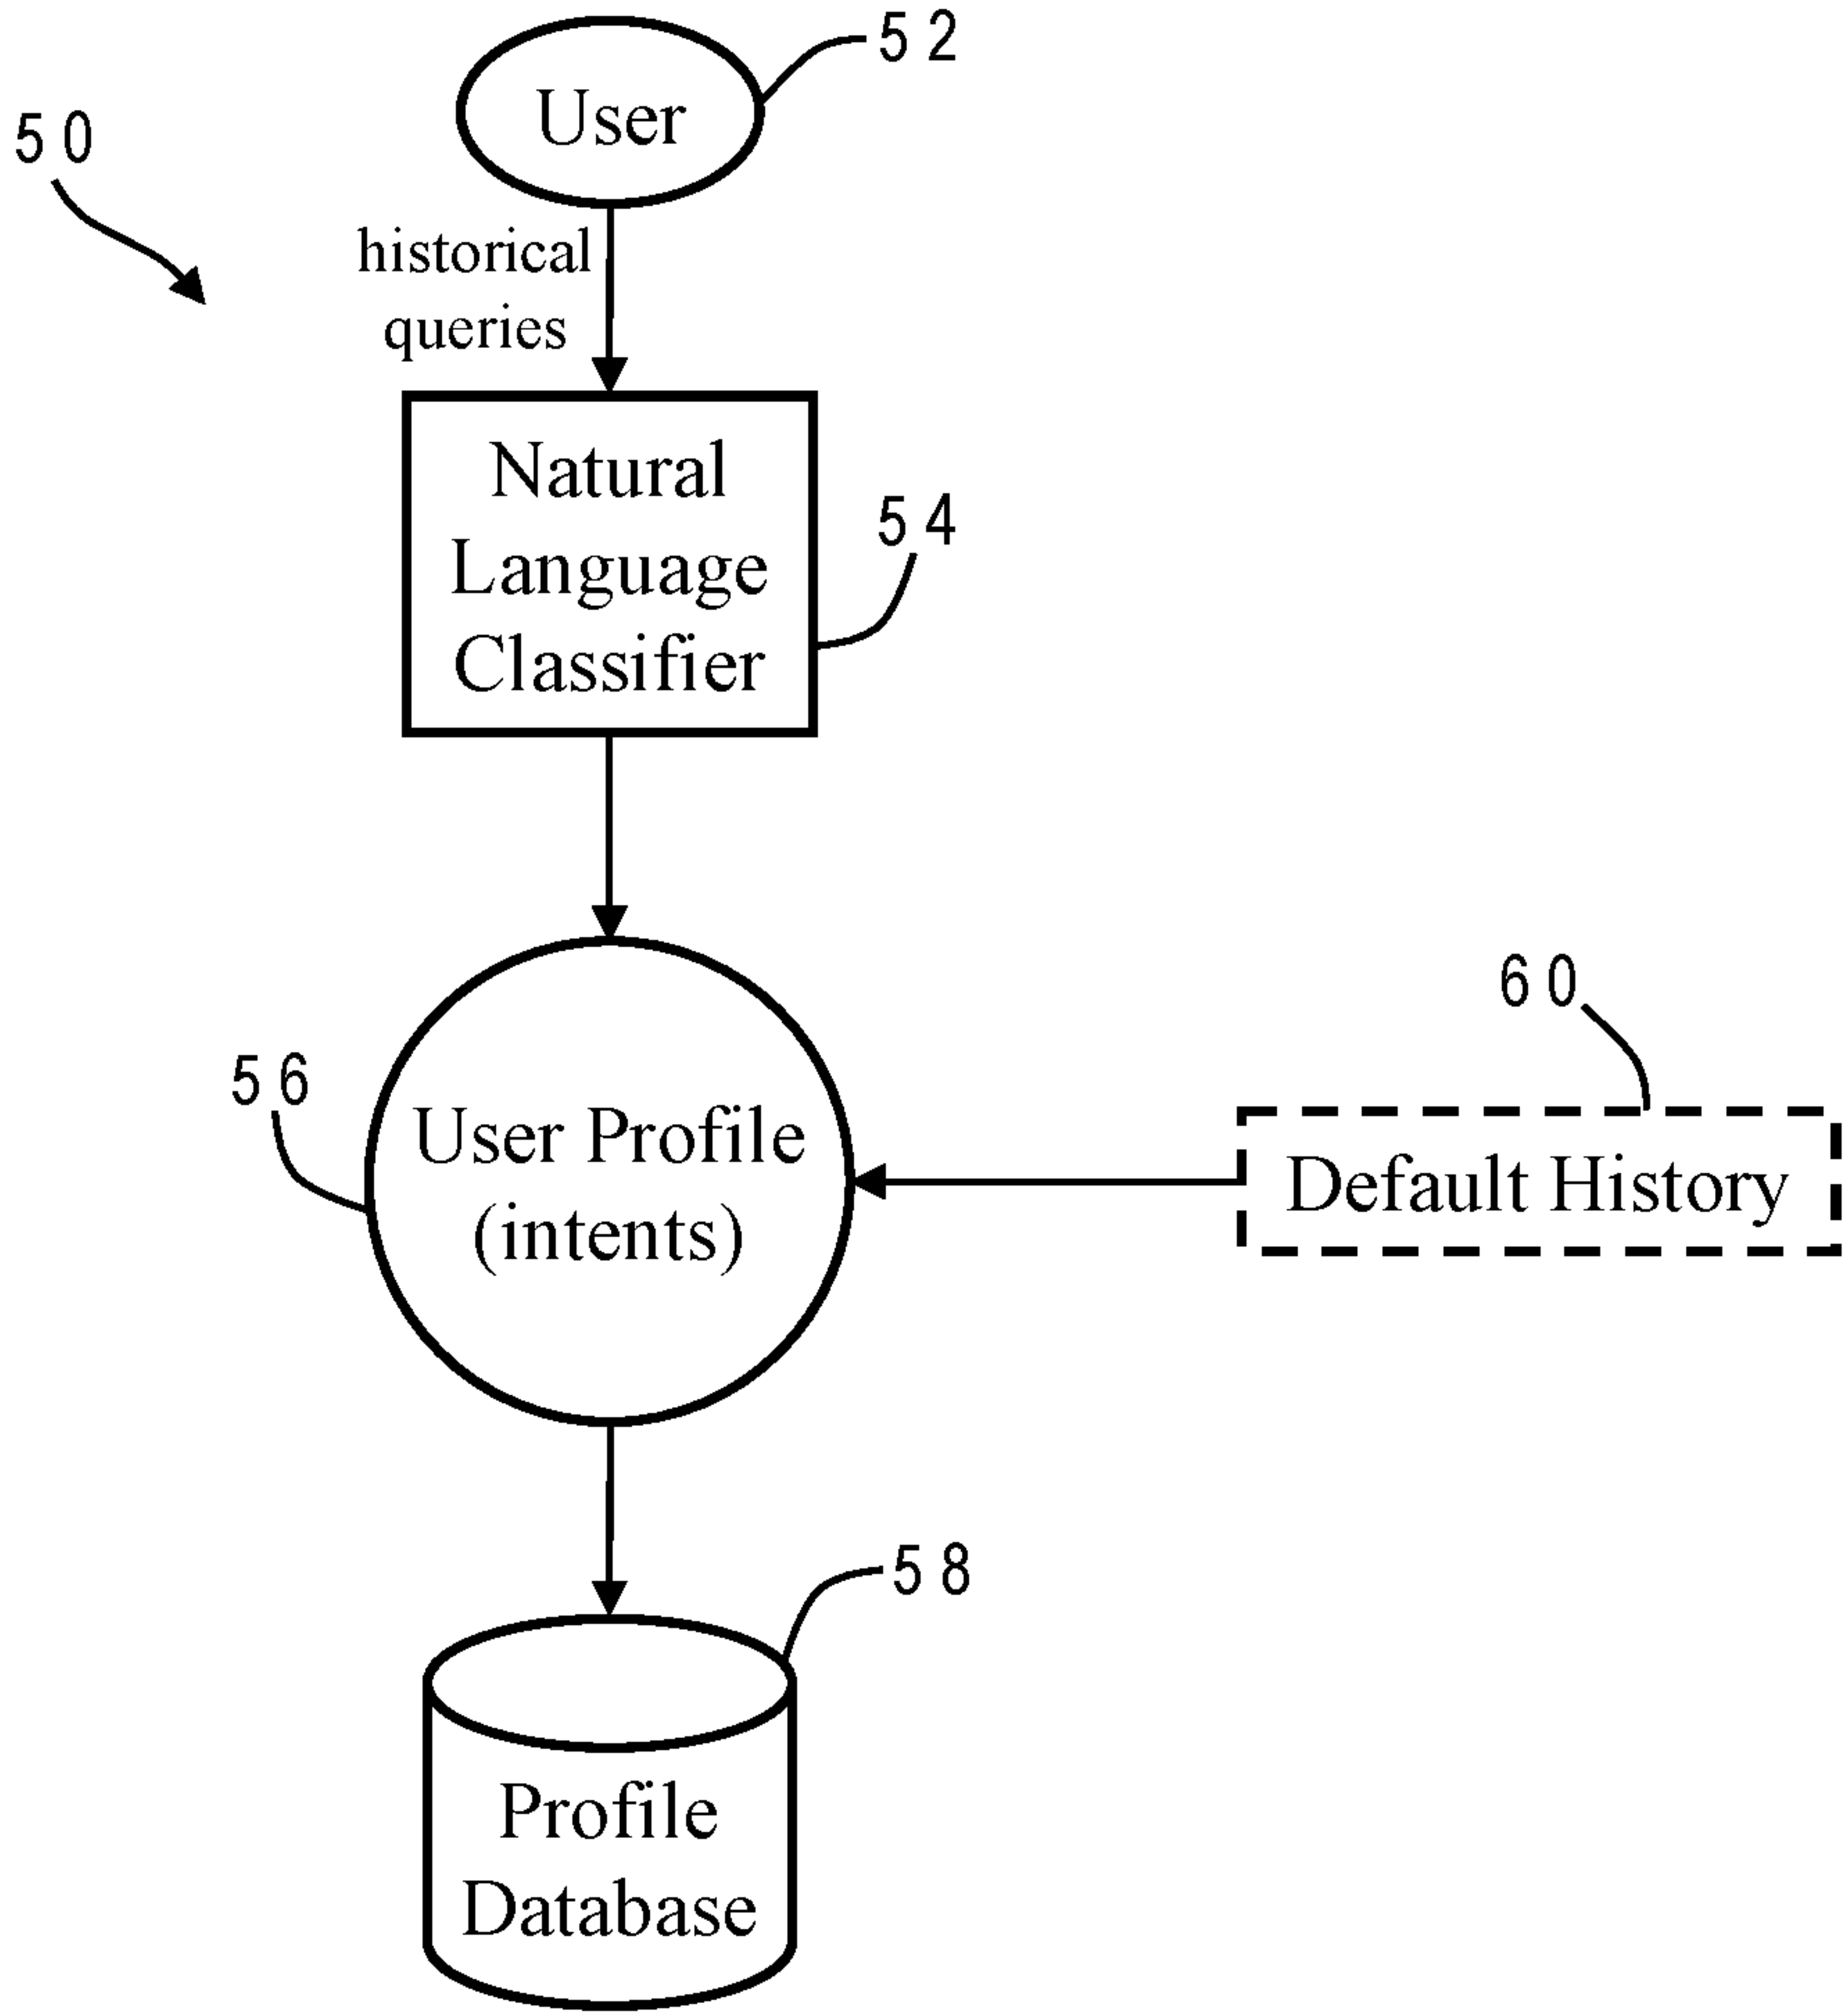 52
User
50
historical
queries
Natural
Language
Classifier
54
60
56
User Profile
(intents)
Default History
58
Profile
Database